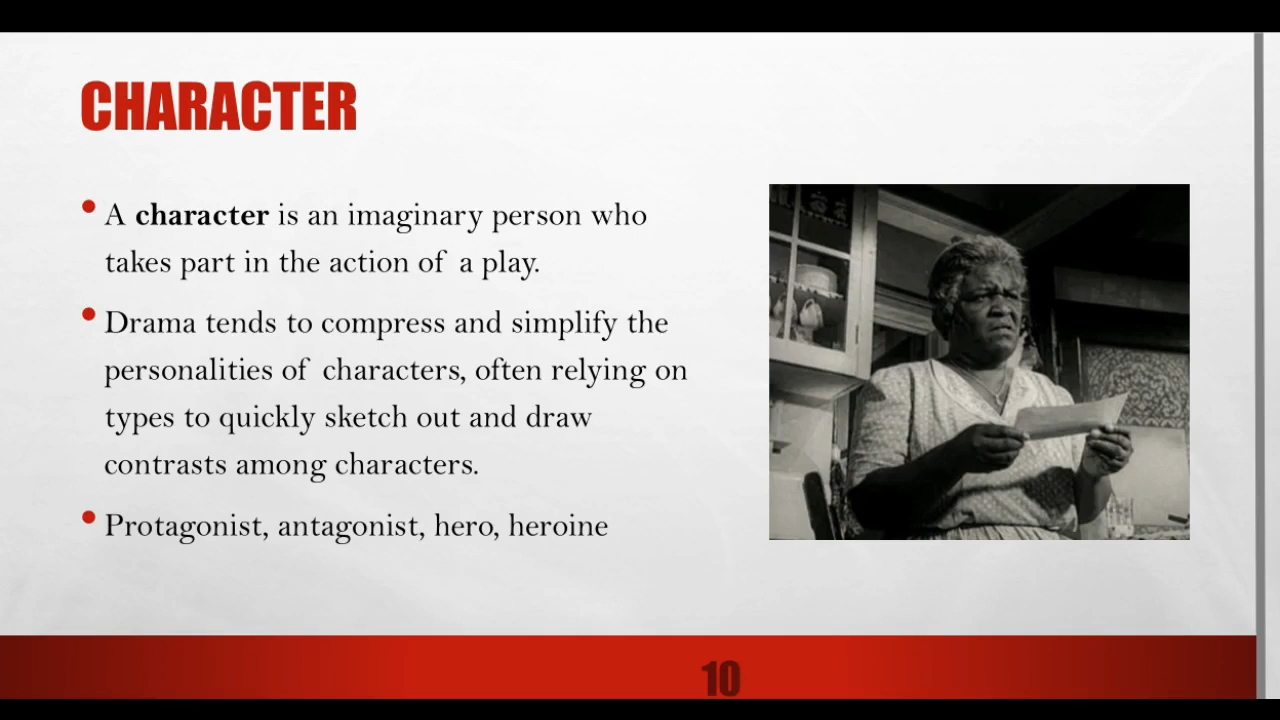 CHARACTER
• A character is an imaginary person who
takes part in the action of a play.
• Drama tends to compress and simplify the
personalities of characters, often relying on
types to quickly sketch out and draw
contrasts among characters.
• Protagonist, antagonist, hero, heroine
10